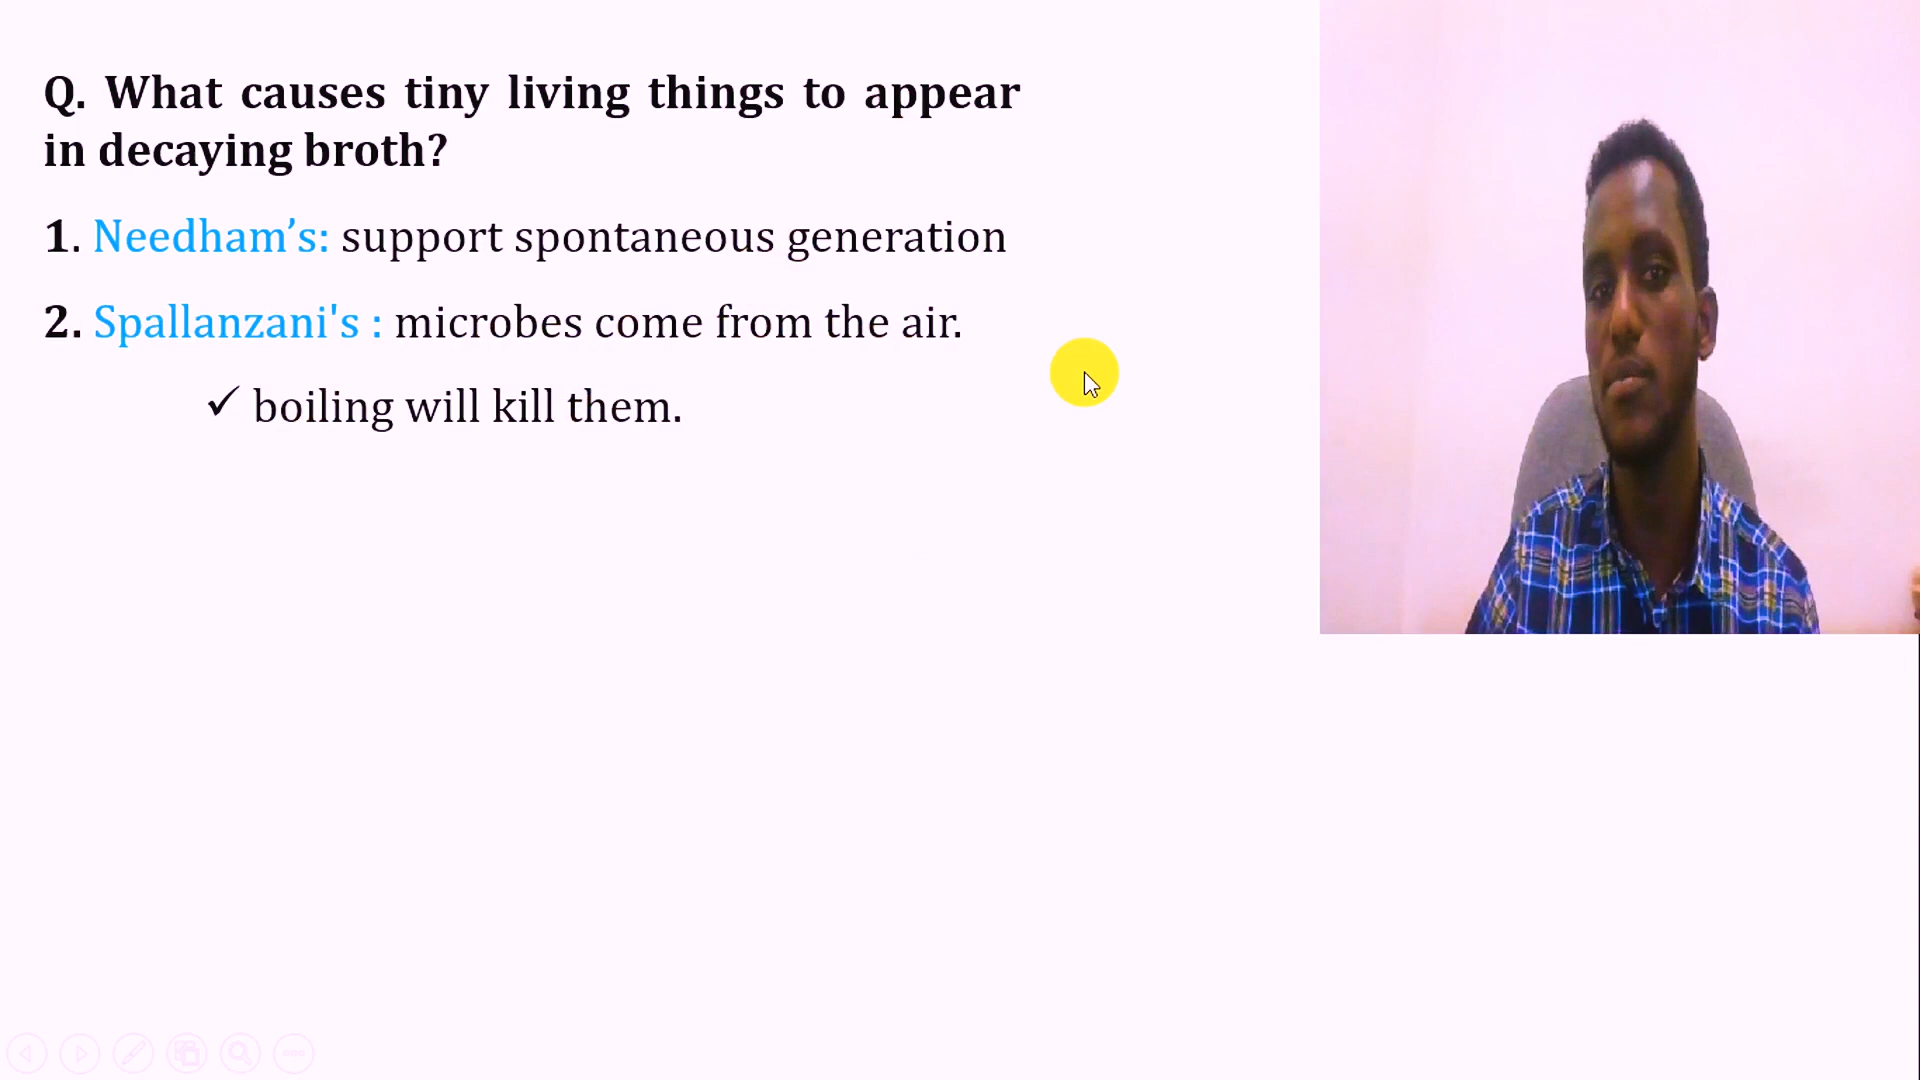 Q. What causes tiny living things to appear
in decaying broth?
1. Needham’s: support spontaneous generation
2. Spallanzani's : microbes come from the air.
✓ boiling will kill them.